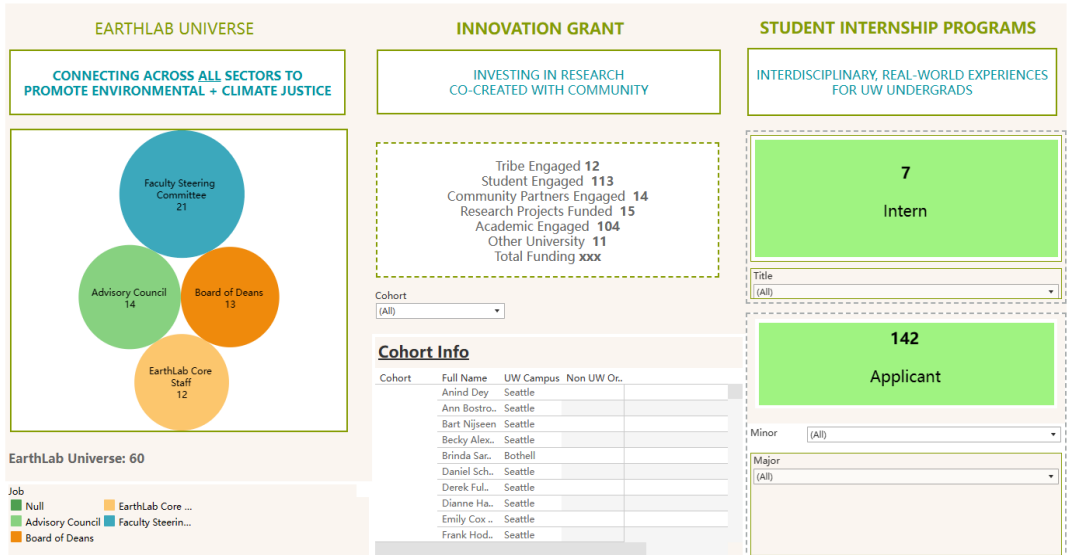 EARTHLAB UNIVERSE
CONNECTING ACROSS ALL SECTORS TO
PROMOTE ENVIRONMENTAL + CLIMATE JUSTICE
Faculty Steering
Committee
21
Advisory Council
14
Board of Deans
13
EarthLab Core
Staff
12
EarthLab Universe: 60
Job
Null
EarthLab Core ...
Advisory Council
Faculty Steerin...
Board of Deans
INNOVATION GRANT
INVESTING IN RESEARCH
CO-CREATED WITH COMMUNITY
Tribe Engaged 12
Student Engaged 113
Community Partners Engaged 14
Research Projects Funded 15
Academic Engaged 104
Other University 11
Total Funding xxx
Cohort
(All)
Cohort Info
Cohort Full Name UW Campus Non UW Or..
Anind Dey Seattle
Ann Bostro.. Seattle
Bart Nijseen Seattle
Becky Alex.. Seattle
Brinda Sar.. Bothell
Daniel Sch.. Seattle
Derek Ful.. Seattle
Dianne Ha.. Seattle
Emily Cox .. Seattle
Frank Hod.. Seattle
STUDENT INTERNSHIP PROGRAMS
INTERDISCIPLINARY, REAL-WORLD EXPERIENCES
FOR UW UNDERGRADS
7
Intern
Title
(All)
142
Applicant
Minor (All)
Major
(All)